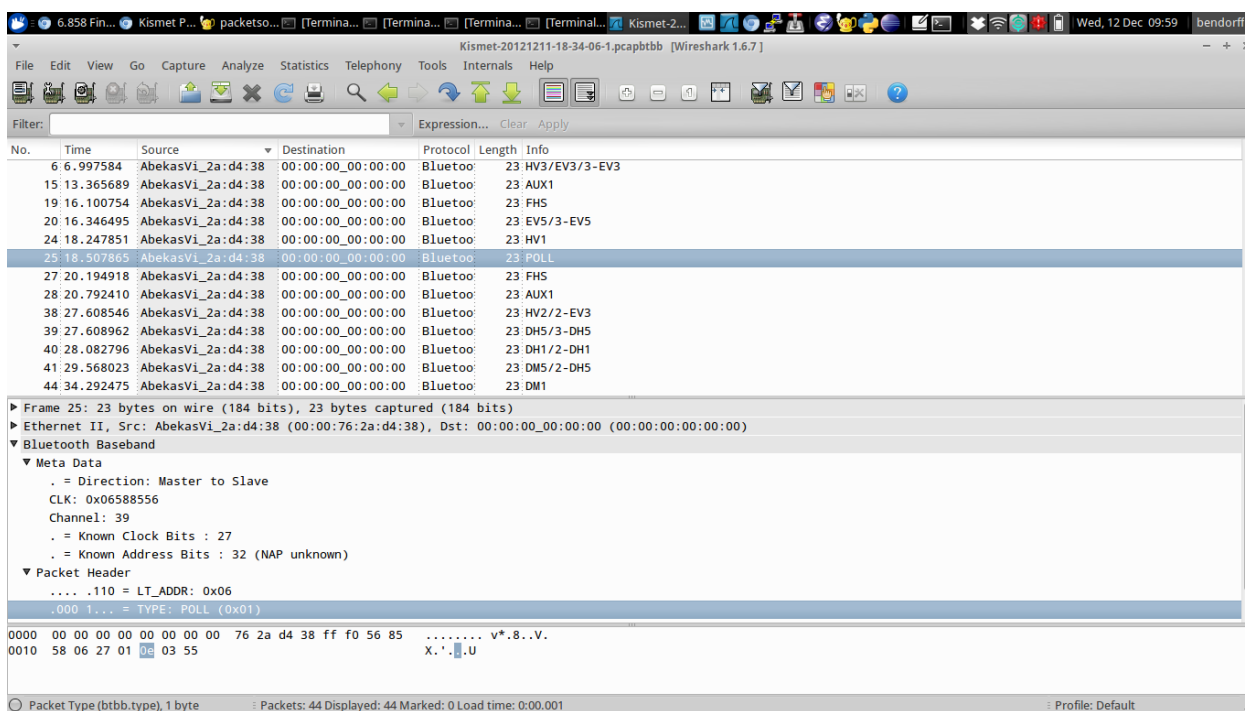 6.858 Fin... Kismet P... packetso... [Termina... [Termina... [Termina... [Terminal... Kismet-2... Wed, 12 Dec 09:59 bendorff
Kismet-20121211-18-34-06-1.pcapbtbb [Wireshark 1.6.7]
File Edit View Go Capture Analyze Statistics Telephony Tools Internals Help
Filter: Expression... Clear Apply
No. Time Source Destination Protocol Length Info
6 6.997584 AbekasVi_2a:d4:38 00:00:00_00:00:00 Bluetoo 23 HV3/EV3/3-EV3
15 13.365689 AbekasVi_2a:d4:38 00:00:00_00:00:00 Bluetoo 23 AUX1
19 16.100754 AbekasVi_2a:d4:38 00:00:00_00:00:00 Bluetoo 23 FHS
20 16.346495 AbekasVi_2a:d4:38 00:00:00_00:00:00 Bluetoo 23 EV5/3-EV5
24 18.247851 AbekasVi_2a:d4:38 00:00:00_00:00:00 Bluetoo 23 HV1
25 18.507865 AbekasVi_2a:d4:38 00:00:00_00:00:00 Bluetoo 23 POLL
27 20.194918 AbekasVi_2a:d4:38 00:00:00_00:00:00 Bluetoo 23 FHS
28 20.792410 AbekasVi_2a:d4:38 00:00:00_00:00:00 Bluetoo 23 AUX1
38 27.608546 AbekasVi_2a:d4:38 00:00:00_00:00:00 Bluetoo 23 HV2/2-EV3
39 27.608962 AbekasVi_2a:d4:38 00:00:00_00:00:00 Bluetoo 23 DH5/3-DH5
40 28.082796 AbekasVi_2a:d4:38 00:00:00_00:00:00 Bluetoo 23 DH1/2-DH1
41 29.568023 AbekasVi_2a:d4:38 00:00:00_00:00:00 Bluetoo 23 DM5/2-DH5
44 34.292475 AbekasVi_2a:d4:38 00:00:00_00:00:00 Bluetoo 23 DM1
Frame 25: 23 bytes on wire (184 bits), 23 bytes captured (184 bits)
Ethernet II, Src: AbekasVi_2a:d4:38 (00:00:76:2a:d4:38), Dst: 00:00:00_00:00:00 (00:00:00:00:00:00)
Bluetooth Baseband
Meta Data
. = Direction: Master to Slave
CLK: 0x06588556
Channel: 39
. = Known Clock Bits : 27
. = Known Address Bits : 32 (NAP unknown)
Packet Header
.... .110 = LT_ADDR: 0x06
.000 1... = TYPE: POLL (0x01)
0000 00 00 00 00 00 00 00 00 76 2a d4 38 ff f0 56 85 ........ v*.8..V.
0010 58 06 27 01 0e 03 55 X.'...U
Packet Type (btbb.type), 1 byte Packets: 44 Displayed: 44 Marked: 0 Load time: 0:00.001 Profile: Default